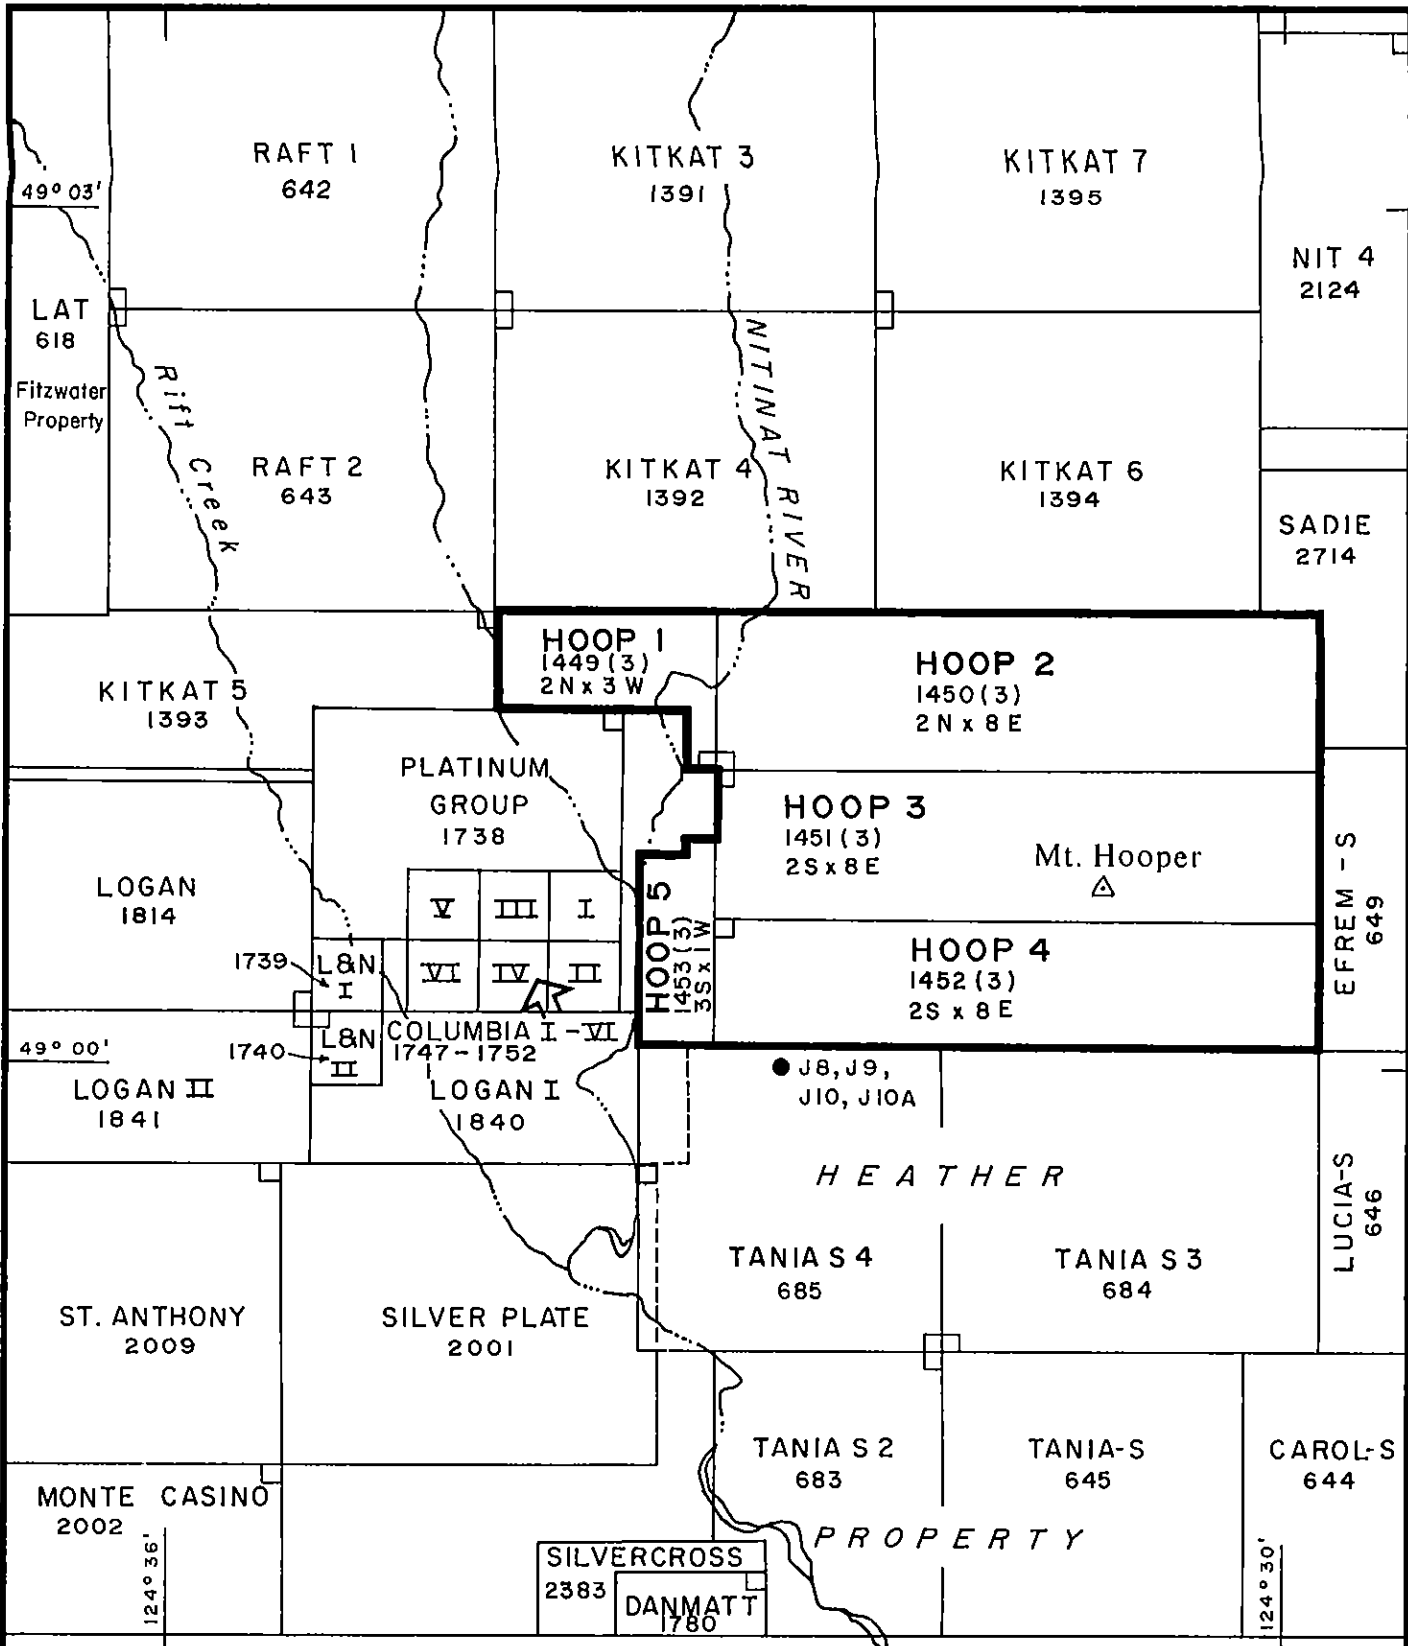 RAFT 1
642
KITKAT 3
1391
KITKAT 7
1395
49° 03'
NIT 4
2124
LAT
618
Fitzwater
Property
Rift Creek
NITINAT RIVER
RAFT 2
643
KITKAT 4
1392
KITKAT 6
1394
SADIE
2714
HOOP 1
1449 (3)
2 N x 3 W
HOOP 2
1450 (3)
2 N x 8 E
KITKAT 5
1393
PLATINUM
GROUP
1738
HOOP 3
1451 (3)
2S x 8 E
Mt. Hooper
EFREM - S
649
LOGAN
1814
V
III
I
VI
IV
II
HOOP 5
1453 (3)
3S x 1 W
HOOP 4
1452 (3)
2S x 8 E
1739
L&N
I
1740
L&N
II
COLUMBIA I - VI
1747 - 1752
49° 00'
LOGAN II
1841
LOGAN I
1840
J8, J9,
J10, J10A
HEATHER
LUCIA-S
646
TANIA S 4
685
TANIA S 3
684
ST. ANTHONY
2009
SILVER PLATE
2001
TANIA S 2
683
TANIA-S
645
CAROL-S
644
MONTE CASINO
2002
PROPERTY
124° 36'
SILVERCROSS
2383
DANMATT
1780
124° 30'